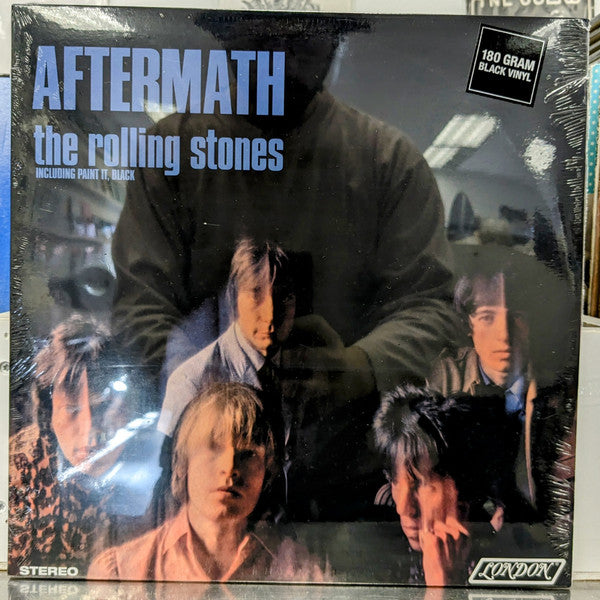 AFTERMATH
the rolling stones
INCLUDING PAINT IT, BLACK
180 GRAM
BLACK VINYL
STEREO
LONDON